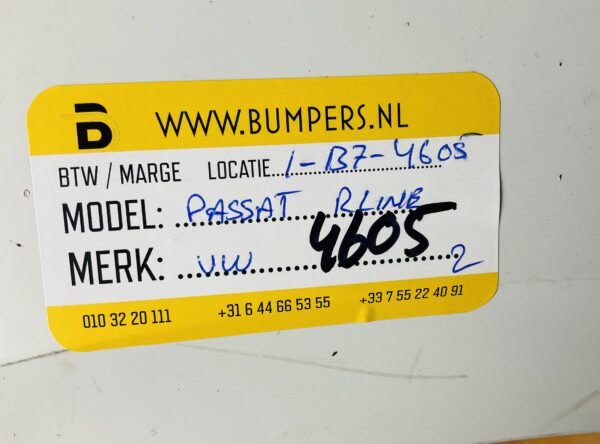 B WWW.BUMPERS.NL
BTW / MARGE LOCATIE...1-B7-4605
MODEL: PASSAT RLINE
4605
MERK: VW 2
010 32 20 111 +31 6 44 66 53 55 +33 7 55 22 40 91